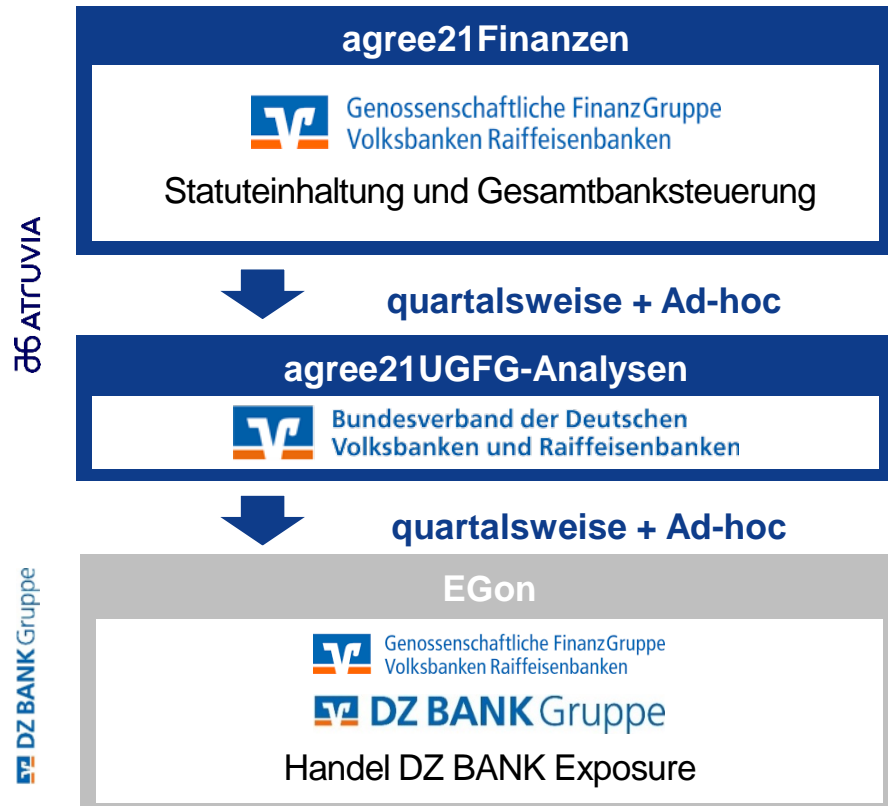 agree21Finanzen
Genossenschaftliche FinanzGruppe
Volksbanken Raiffeisenbanken
Statuteinhaltung und Gesamtbanksteuerung
ATRUVIA
quartalsweise + Ad-hoc
agree21UGFG-Analysen
Bundesverband der Deutschen
Volksbanken und Raiffeisenbanken
quartalsweise + Ad-hoc
DZ BANK Gruppe
EGon
Genossenschaftliche FinanzGruppe
Volksbanken Raiffeisenbanken
DZ BANK Gruppe
Handel DZ BANK Exposure